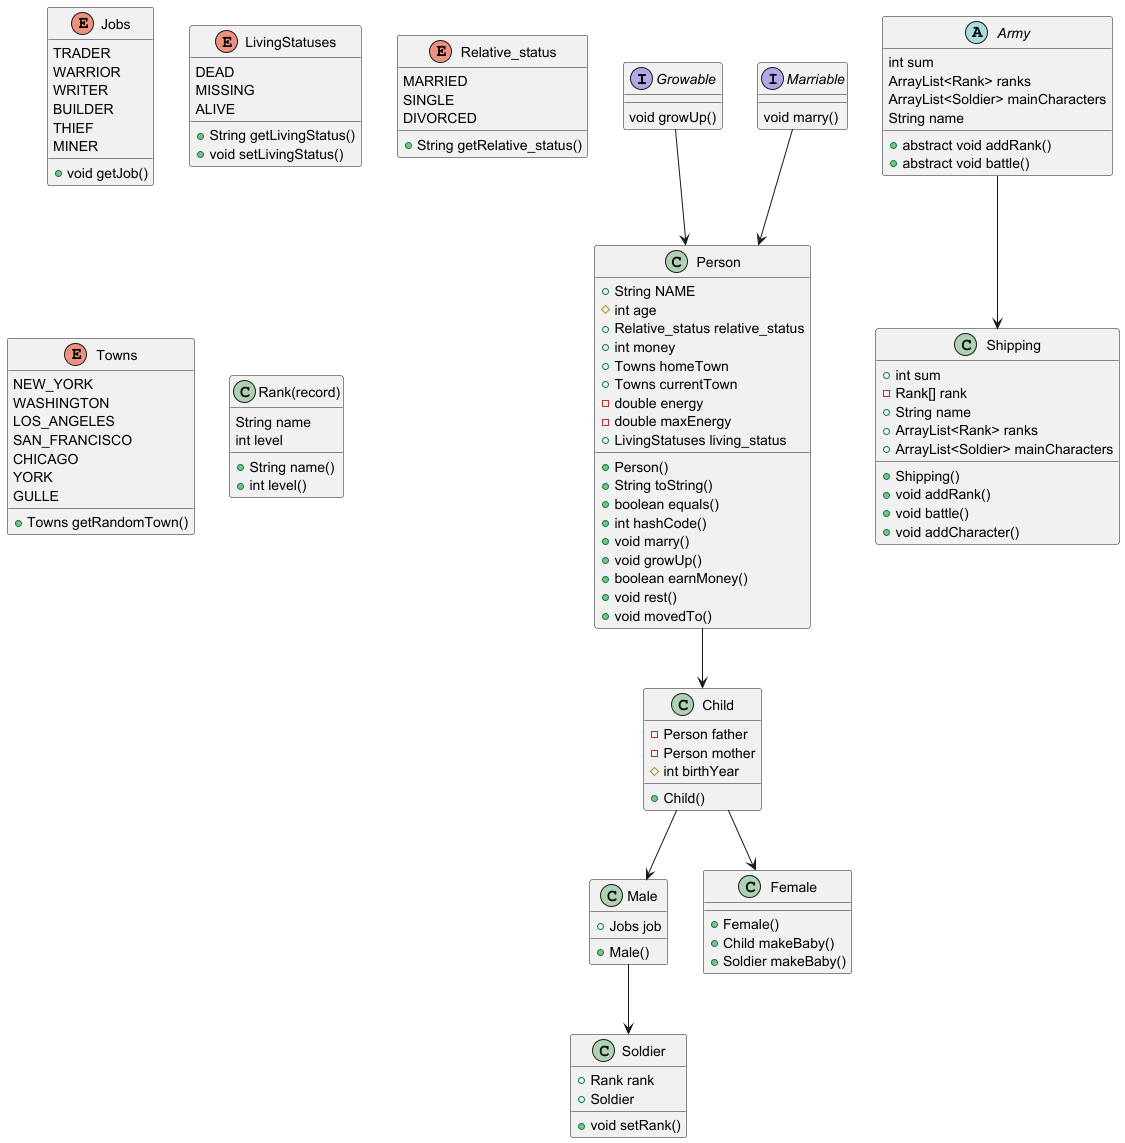 E Jobs
TRADER
WARRIOR
WRITER
BUILDER
THIEF
MINER
void getJob()
E LivingStatuses
DEAD
MISSING
ALIVE
String getLivingStatus()
void setLivingStatus()
E Relative_status
MARRIED
SINGLE
DIVORCED
String getRelative_status()
I Growable
void growUp()
I Marriable
void marry()
A Army
int sum
ArrayList<Rank> ranks
ArrayList<Soldier> mainCharacters
String name
abstract void addRank()
abstract void battle()
E Towns
NEW_YORK
WASHINGTON
LOS_ANGELES
SAN_FRANCISCO
CHICAGO
YORK
GULLE
Towns getRandomTown()
C Rank(record)
String name
int level
String name()
int level()
C Person
String NAME
int age
Relative_status relative_status
int money
Towns homeTown
Towns currentTown
double energy
double maxEnergy
LivingStatuses living_status
Person()
String toString()
boolean equals()
int hashCode()
void marry()
void growUp()
boolean earnMoney()
void rest()
void movedTo()
C Shipping
int sum
Rank[] rank
String name
ArrayList<Rank> ranks
ArrayList<Soldier> mainCharacters
Shipping()
void addRank()
void battle()
void addCharacter()
C Child
Person father
Person mother
int birthYear
Child()
C Male
Jobs job
Male()
C Female
Female()
Child makeBaby()
Soldier makeBaby()
C Soldier
Rank rank
Soldier
void setRank()